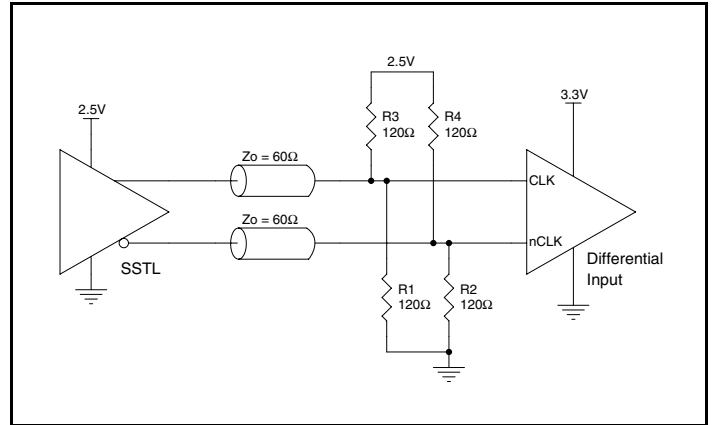 2.5V
3.3V
2.5V
R3
120Ω
R4
120Ω
Zo = 60Ω
CLK
Zo = 60Ω
nCLK
SSTL
Differential
Input
R1
120Ω
R2
120Ω